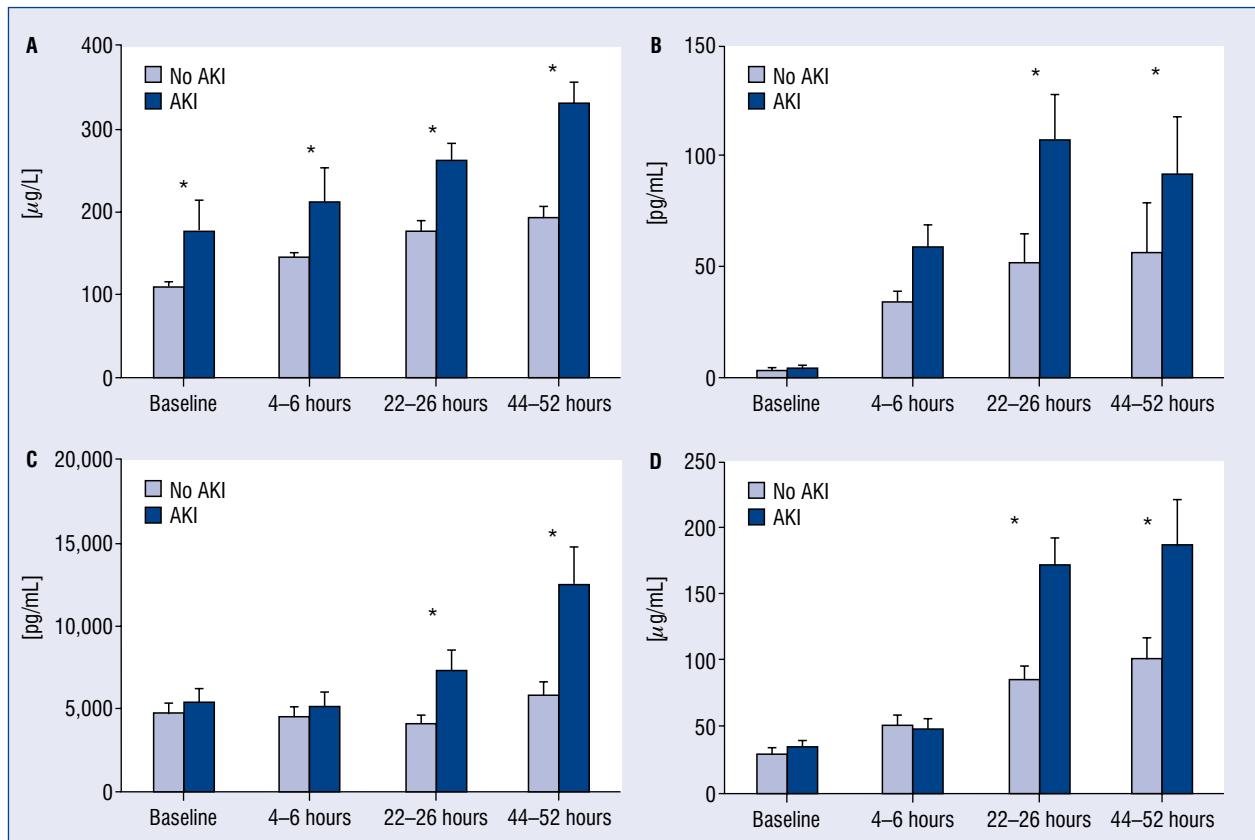 A
400
300
200
100
0
[µg/L]
No AKI
AKI
*
*
*
*
Baseline 4–6 hours 22–26 hours 44–52 hours
B
150
100
50
0
[pg/mL]
No AKI
AKI
*
*
Baseline 4–6 hours 22–26 hours 44–52 hours
C
20,000
15,000
10,000
5,000
0
[pg/mL]
No AKI
AKI
*
*
Baseline 4–6 hours 22–26 hours 44–52 hours
D
250
200
150
100
50
0
[µg/mL]
No AKI
AKI
*
*
Baseline 4–6 hours 22–26 hours 44–52 hours